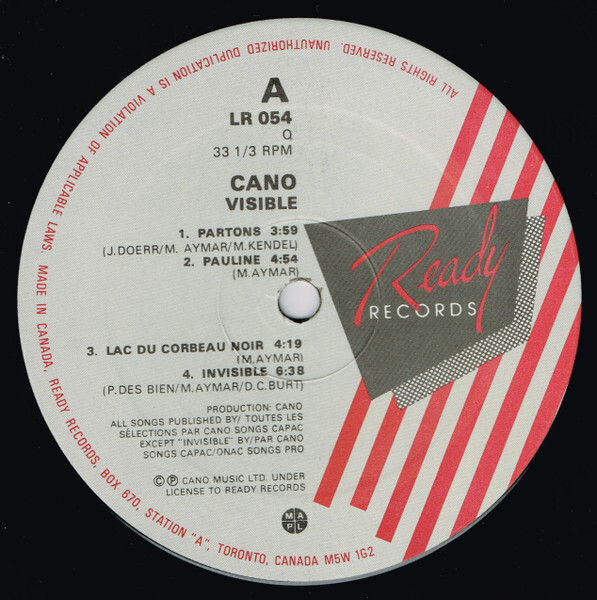 A
LR 054
Q
33 1/3 RPM
CANO
VISIBLE
1. PARTONS 3:59
(J.DOERR/M. AYMAR/M.KENDEL)
2. PAULINE 4:54
(M.AYMAR)
3. LAC DU CORBEAU NOIR 4:19
(M.AYMAR)
4. INVISIBLE 6:38
(P.DES BIEN/M.AYMAR/D.C.BURT)
PRODUCTION: CANO
ALL SONGS PUBLISHED BY/ TOUTES LES
SÉLECTIONS PAR CANO SONGS CAPAC
EXCEPT "INVISIBLE" BY/PAR CANO
SONGS CAPAC/ONAC SONGS PRO
© ℗ CANO MUSIC LTD. UNDER
LICENSE TO READY RECORDS
M A
P L
Ready
RECORDS
MADE IN CANADA, READY RECORDS, BOX 670, STATION "A", TORONTO, CANADA M5W 1G2
ALL RIGHTS RESERVED. UNAUTHORIZED DUPLICATION IS A VIOLATION OF APPLICABLE LAWS.